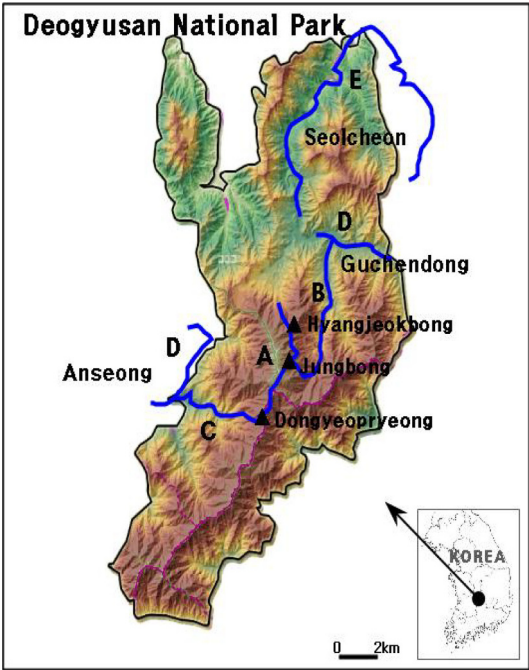 Deogyusan National Park
E
Seolcheon
D
Guchendong
B
Hyangjeokbong
D
A
Jungbong
Anseong
Dongyeopryeong
C
KOREA
0 2km